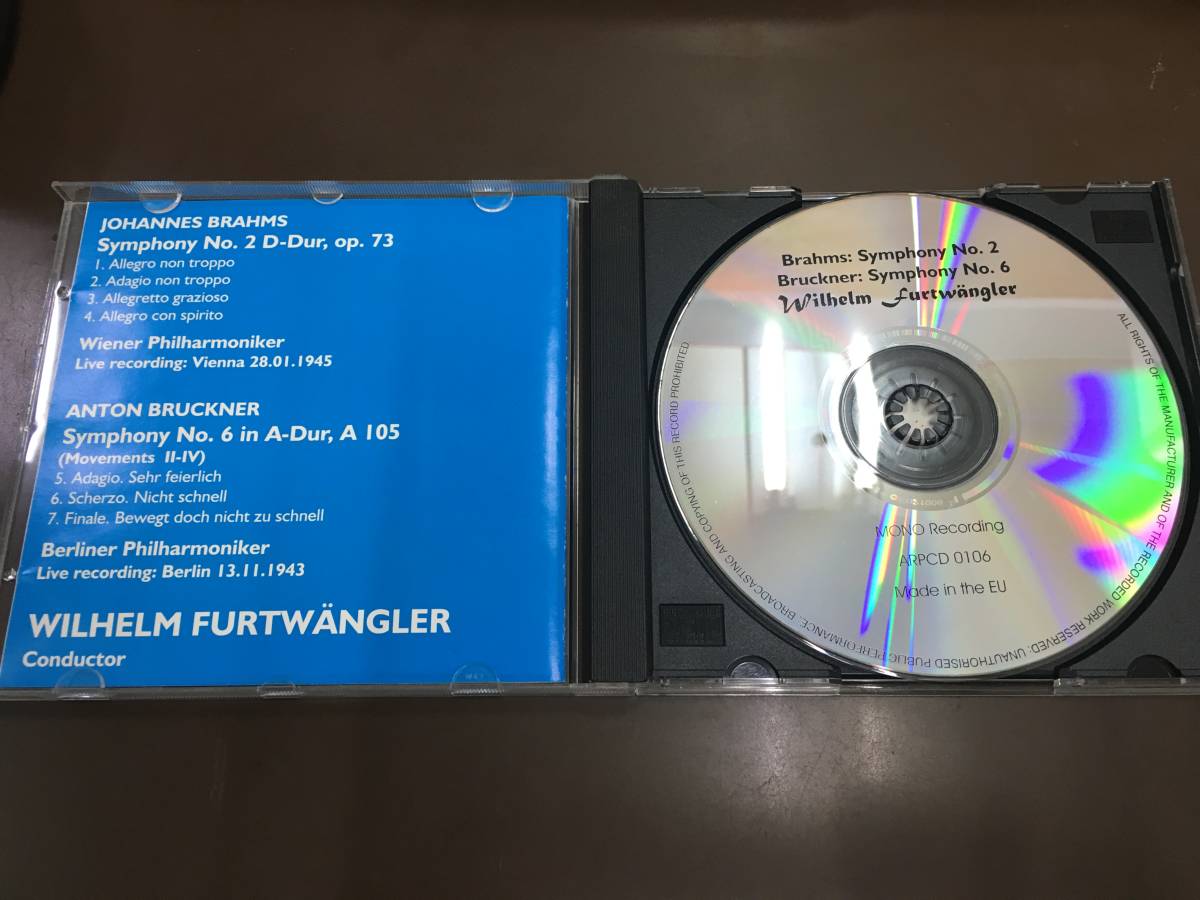 JOHANNES BRAHMS
Symphony No. 2 D-Dur, op. 73
1. Allegro non troppo
2. Adagio non troppo
3. Allegretto grazioso
4. Allegro con spirito
Wiener Philharmoniker
Live recording: Vienna 28.01.1945
ANTON BRUCKNER
Symphony No. 6 in A-Dur, A 105
(Movements II-IV)
5. Adagio. Sehr feierlich
6. Scherzo. Nicht schnell
7. Finale. Bewegt doch nicht zu schnell
Berliner Philharmoniker
Live recording: Berlin 13.11.1943
WILHELM FURTWÄNGLER
Conductor
Brahms: Symphony No. 2
Bruckner: Symphony No. 6
Wilhelm Furtwängler
MONO Recording
ARPCD 0106
Made in the EU
ALL RIGHTS OF THE MANUFACTURER AND OF THE RECORDED WORK RESERVED. UNAUTHORISED PUBLIC PERFORMANCE, BROADCASTING AND COPYING OF THIS RECORD PROHIBITED